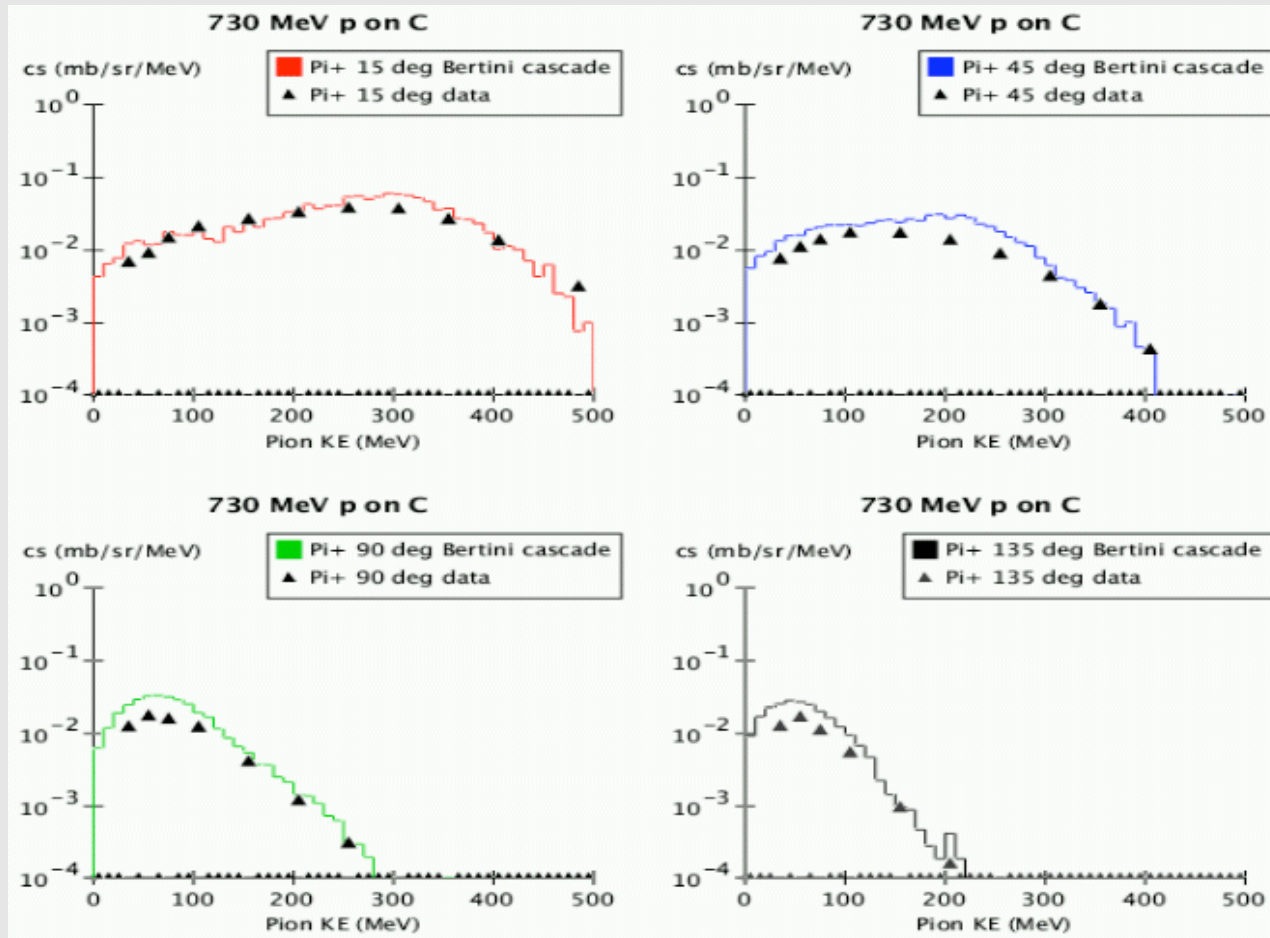 730 MeV p on C
cs (mb/sr/MeV)
Pi+ 15 deg Bertini cascade
Pi+ 15 deg data
10^0
10^-1
10^-2
10^-3
10^-4
0 100 200 300 400 500
Pion KE (MeV)
730 MeV p on C
cs (mb/sr/MeV)
Pi+ 45 deg Bertini cascade
Pi+ 45 deg data
10^0
10^-1
10^-2
10^-3
10^-4
0 100 200 300 400 500
Pion KE (MeV)
730 MeV p on C
cs (mb/sr/MeV)
Pi+ 90 deg Bertini cascade
Pi+ 90 deg data
10^0
10^-1
10^-2
10^-3
10^-4
0 100 200 300 400 500
Pion KE (MeV)
730 MeV p on C
cs (mb/sr/MeV)
Pi+ 135 deg Bertini cascade
Pi+ 135 deg data
10^0
10^-1
10^-2
10^-3
10^-4
0 100 200 300 400 500
Pion KE (MeV)